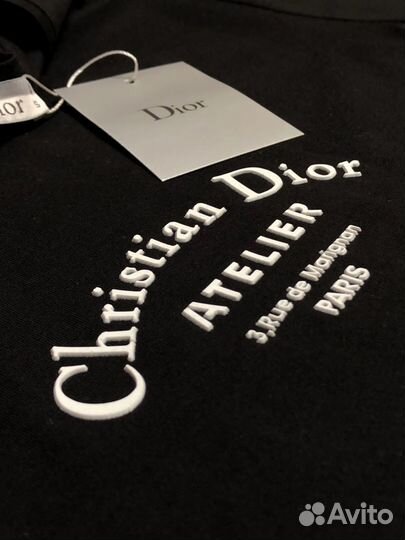 Dior
S
Dior
Christian Dior
ATELIER
3,Rue de Marignan
PARIS
Avito